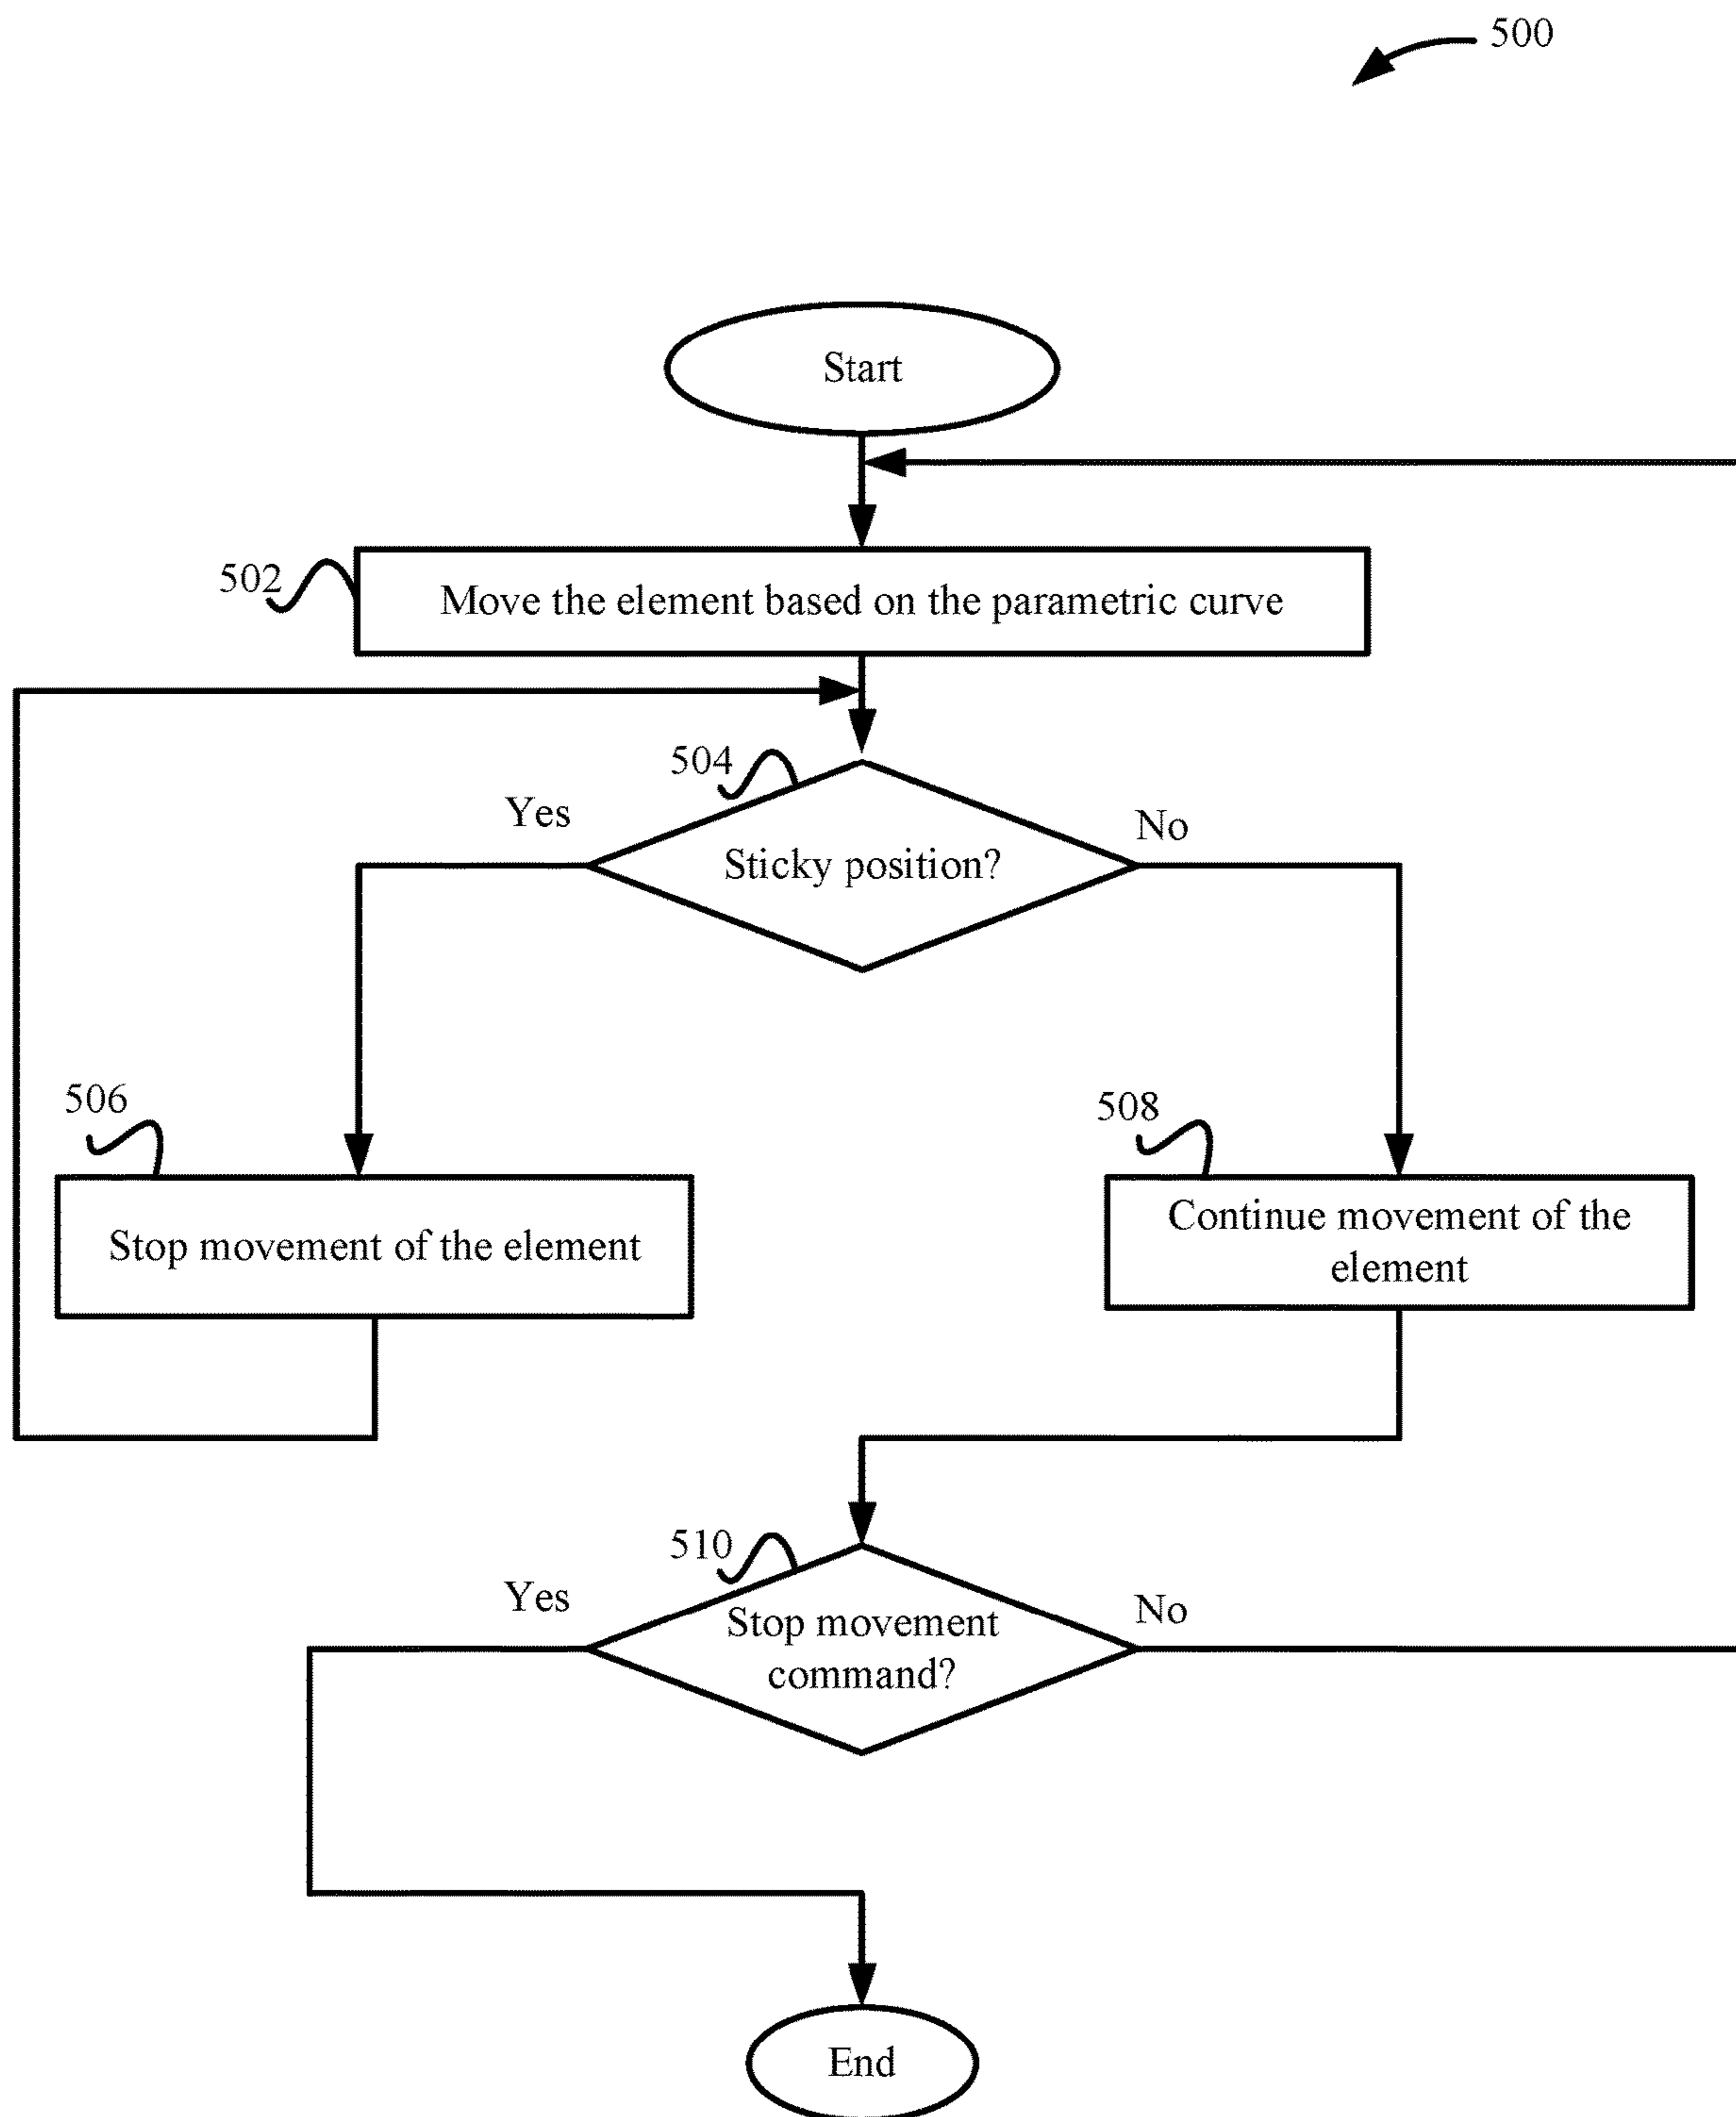 500
Start
502
Move the element based on the parametric curve
504
Yes
No
Sticky position?
506
508
Stop movement of the element
Continue movement of the
element
510
Yes
No
Stop movement
command?
End